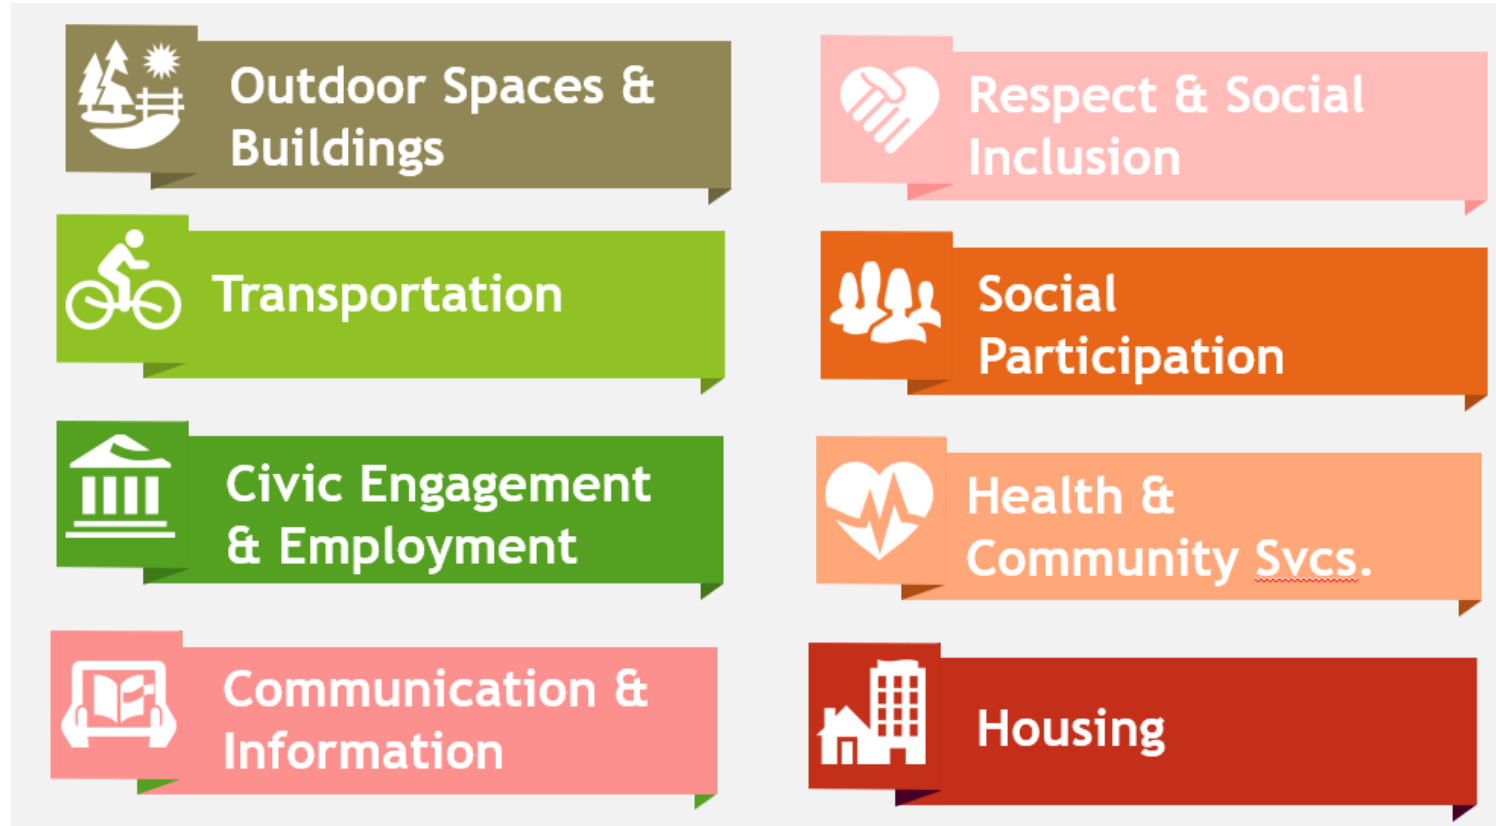 Outdoor Spaces &
Buildings
Transportation
Civic Engagement
& Employment
Communication &
Information
Respect & Social
Inclusion
Social
Participation
Health &
Community Svcs.
Housing